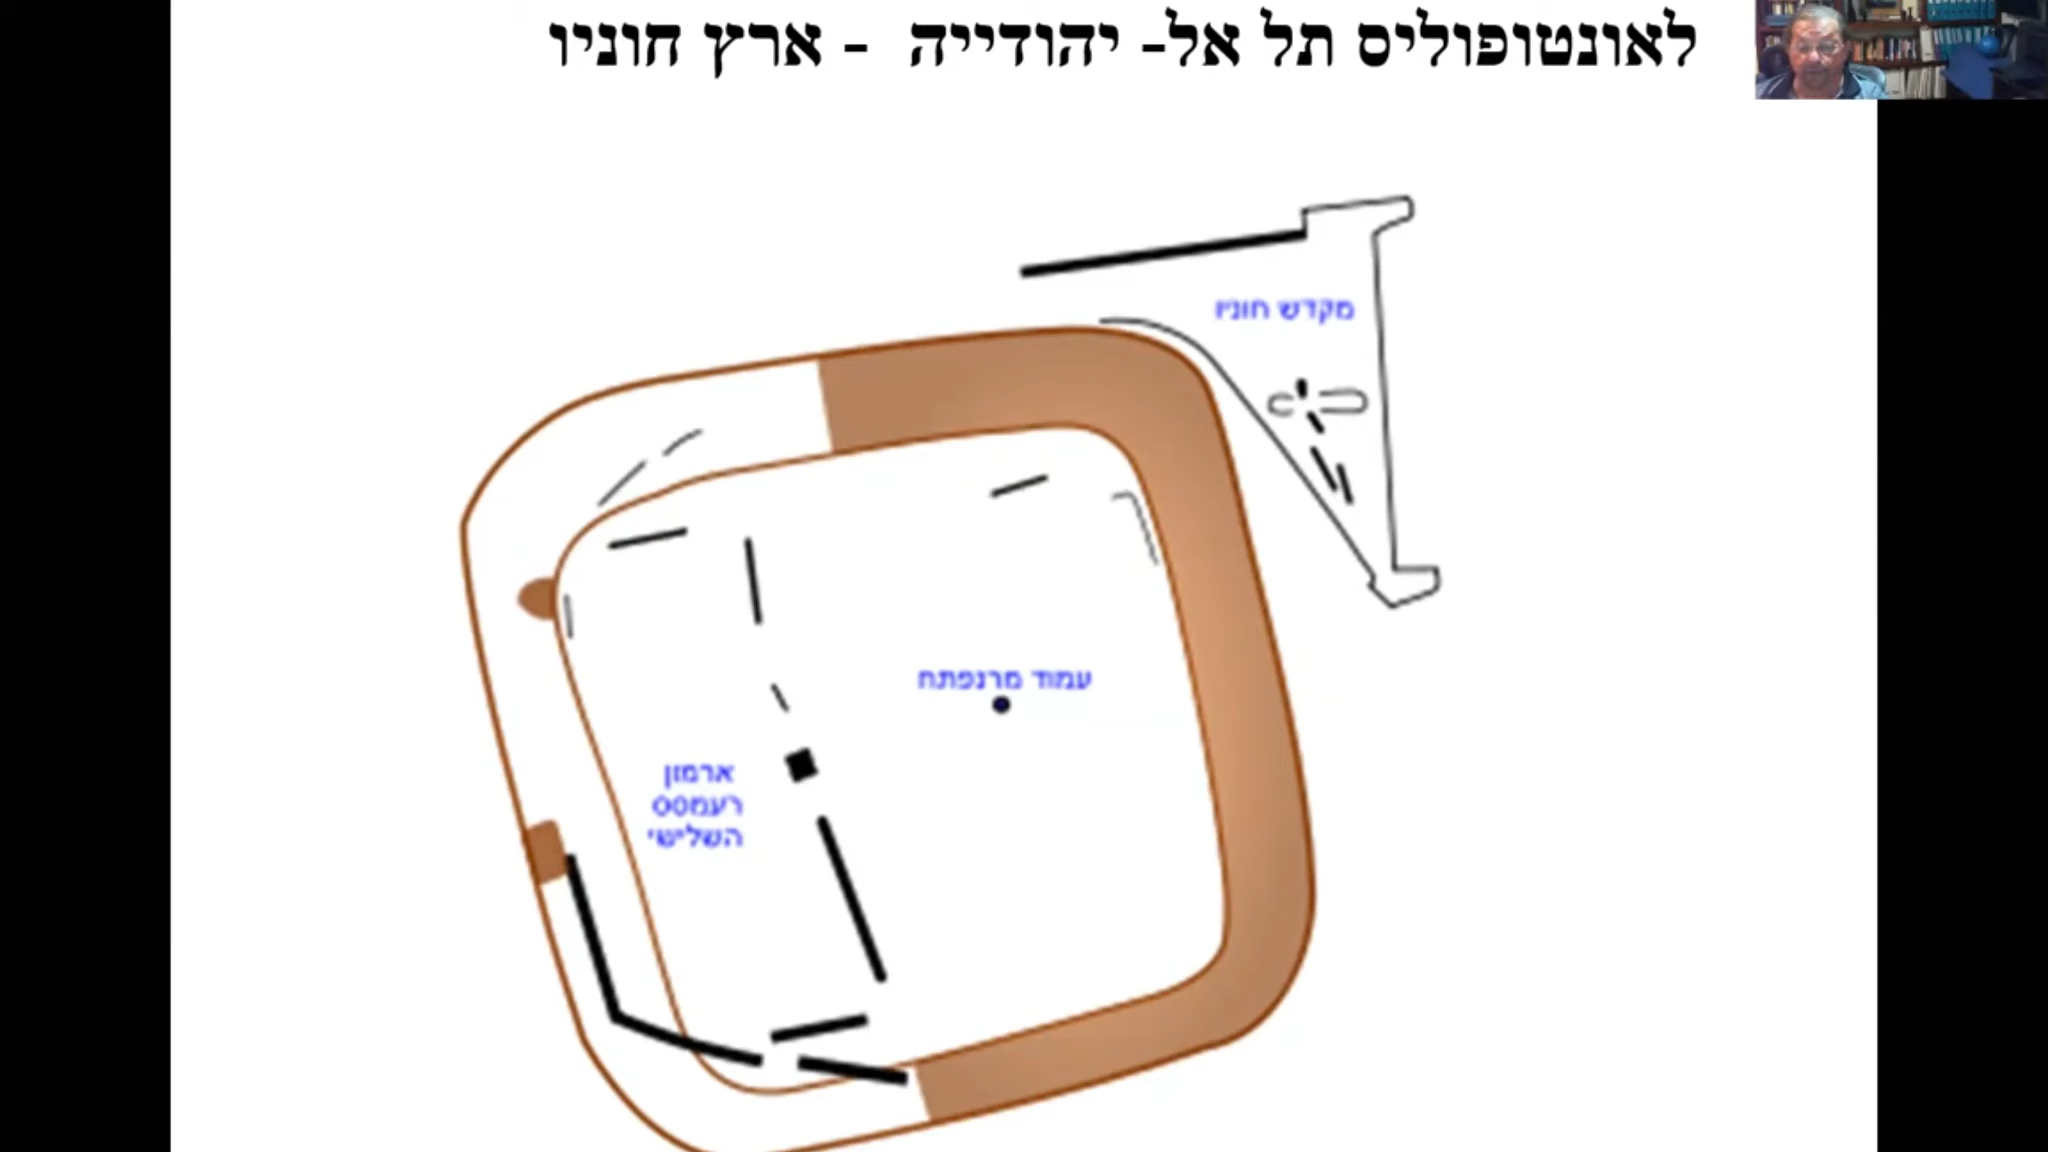 לאונטופוליס תל אל- יהודייה - ארץ חוניו
מקדש חוניו
עמוד מרנפתח
ארמון
רעמסס
השלישי